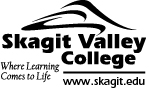 Skagit Valley
College
Where Learning
Comes to Life
www.skagit.edu